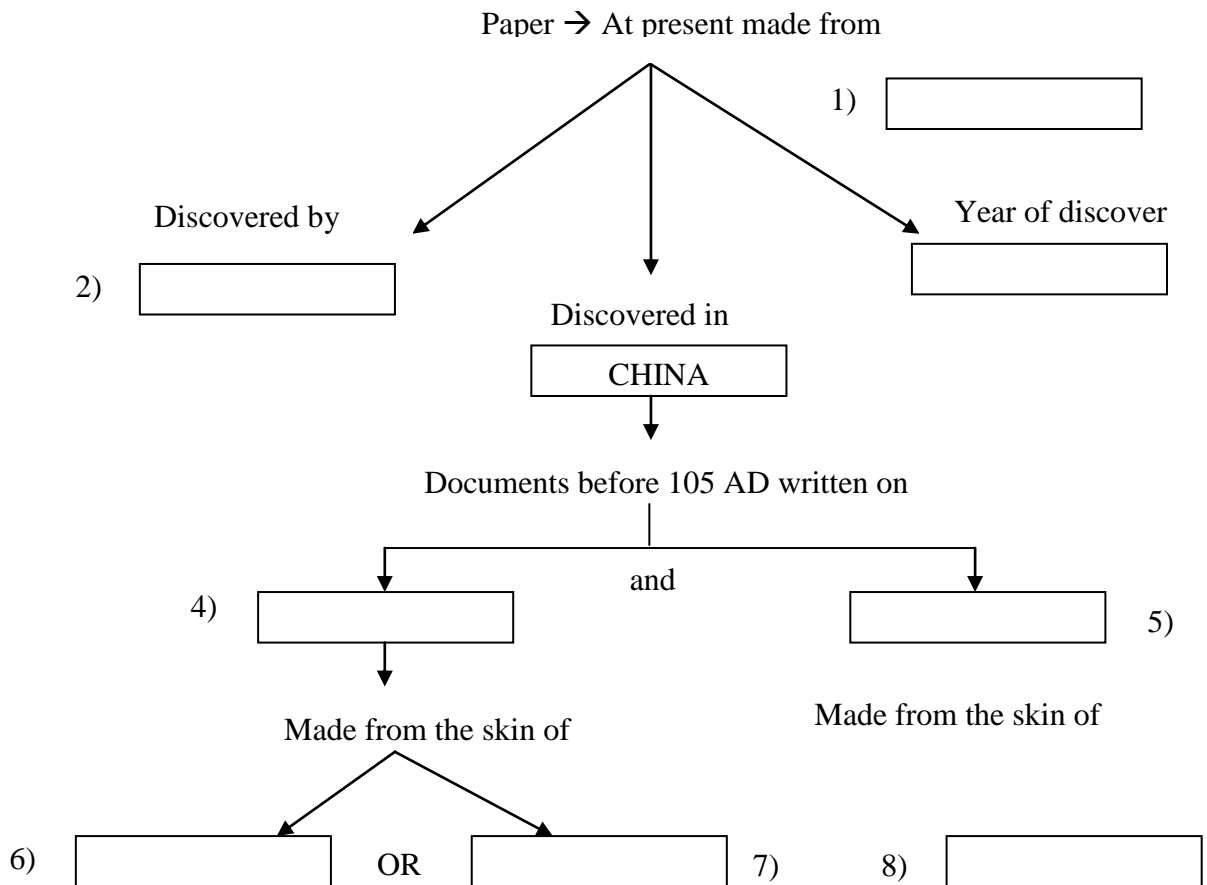 Paper → At present made from
1)
Discovered by
Year of discover
2)
Discovered in
CHINA
Documents before 105 AD written on
and
4)
5)
Made from the skin of
Made from the skin of
6)
OR
7)
8)